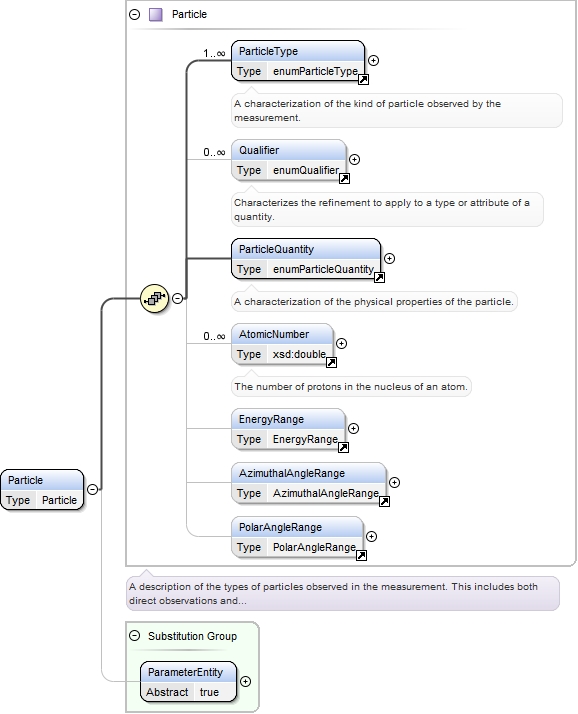 Particle
1..∞
ParticleType
Type enumParticleType
A characterization of the kind of particle observed by the
measurement.
0..∞
Qualifier
Type enumQualifier
Characterizes the refinement to apply to a type or attribute of a
quantity.
ParticleQuantity
Type enumParticleQuantity
A characterization of the physical properties of the particle.
0..∞
AtomicNumber
Type xsd:double
The number of protons in the nucleus of an atom.
EnergyRange
Type EnergyRange
AzimuthalAngleRange
Type AzimuthalAngleRange
PolarAngleRange
Type PolarAngleRange
Particle
Type Particle
A description of the types of particles observed in the measurement. This includes both
direct observations and...
Substitution Group
ParameterEntity
Abstract true